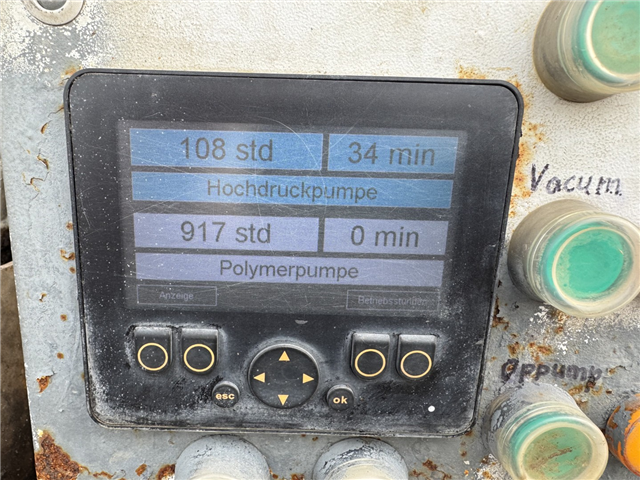 108 std 34 min
Hochdruckpumpe
917 std 0 min
Polymerpumpe
Anzeige Betriebsstunden
esc ok
Vacum